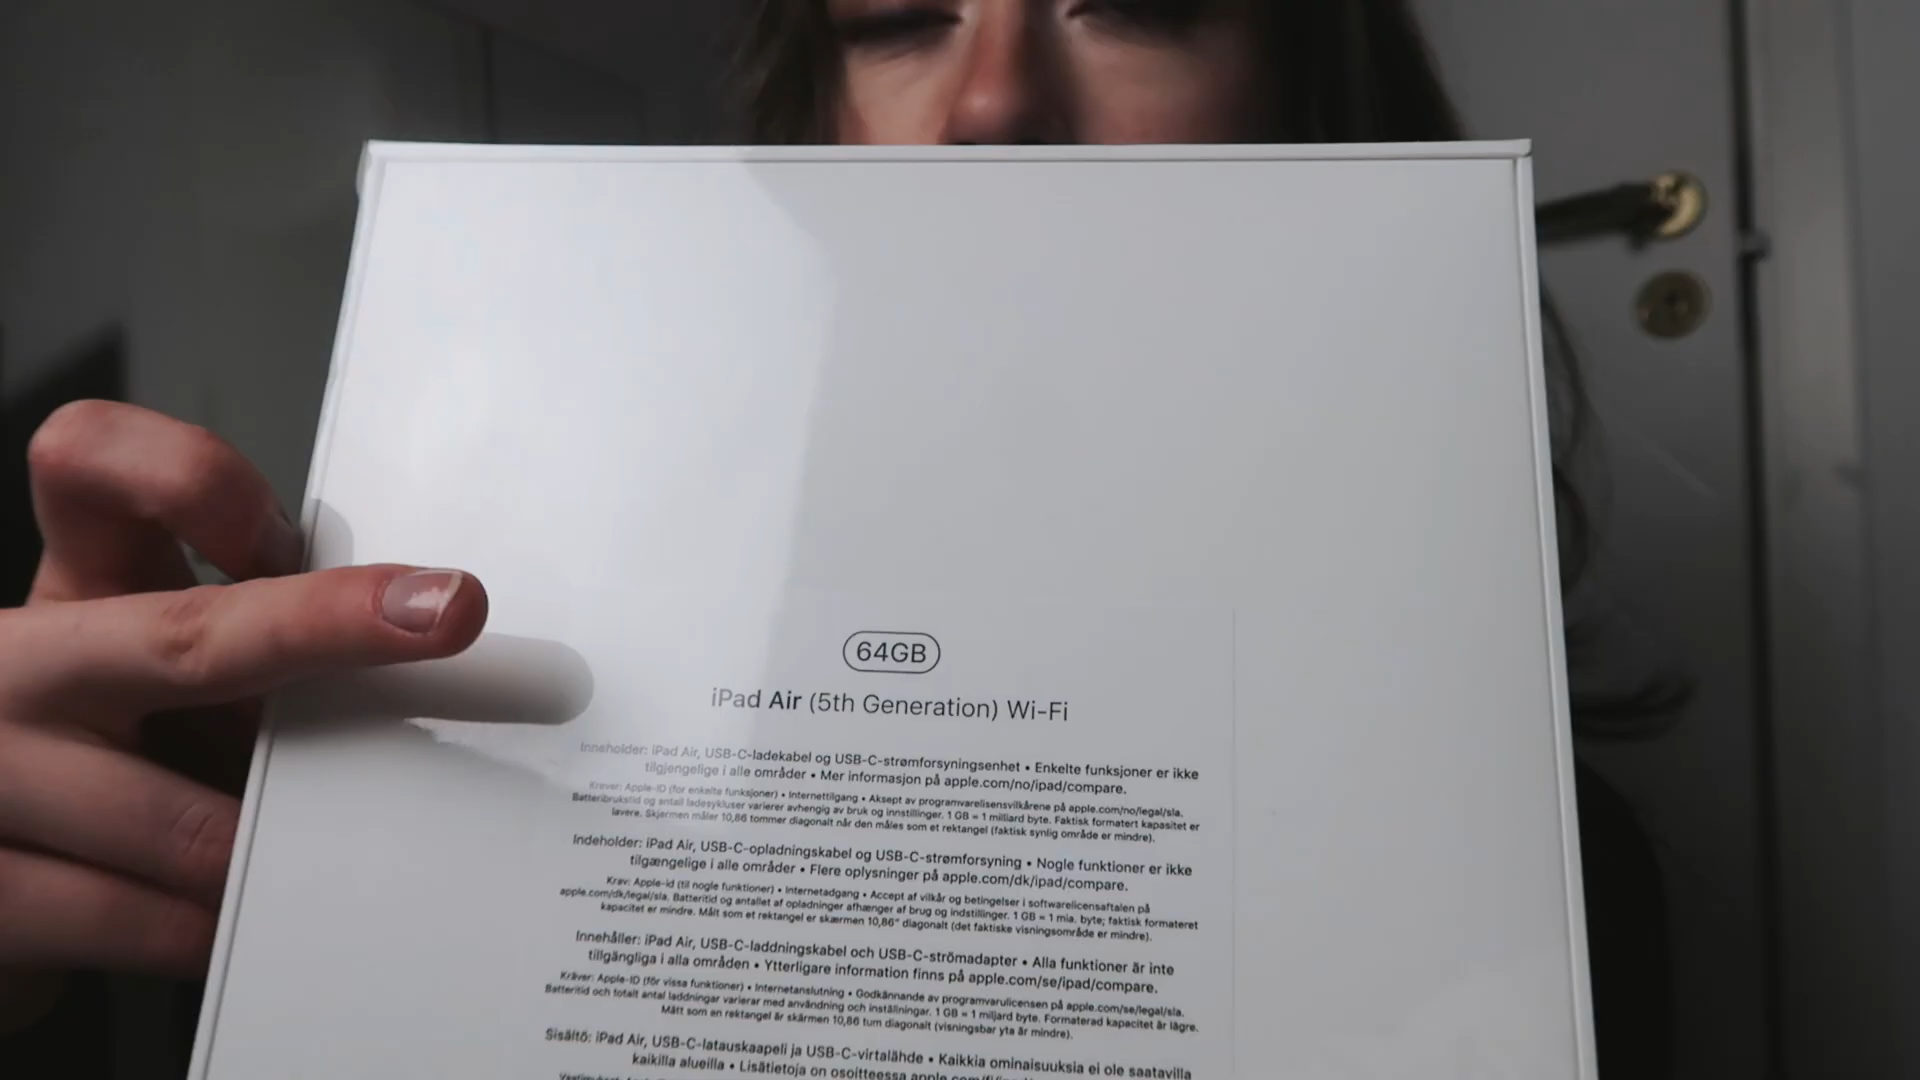 64GB
iPad Air (5th Generation) Wi-Fi
Inneholder: iPad Air, USB-C-ladekabel og USB-C-strømforsyningsenhet • Enkelte funksjoner er ikke
tilgjengelige i alle områder • Mer informasjon på apple.com/no/ipad/compare.
Krever: Apple-ID (for enkelte funksjoner) • Internettilgang • Aksept av programvarelisensvilkårene på apple.com/no/legal/sla.
Batteribrukstid og antall ladesykluser varierer avhengig av bruk og innstillinger. 1 GB = 1 milliard byte. Faktisk formatert kapasitet er
lavere. Skjermen måler 10,86 tommer diagonalt når den måles som et rektangel (faktisk synlig område er mindre).
Indeholder: iPad Air, USB-C-opladningskabel og USB-C-strømforsyning • Nogle funktioner er ikke
tilgængelige i alle områder • Flere oplysninger på apple.com/dk/ipad/compare.
Krav: Apple-id (til nogle funktioner) • Internetadgang • Accept af vilkår og betingelser i softwarelicensaftalen på
apple.com/dk/legal/sla. Batteritid og antallet af opladninger afhænger af brug og indstillinger. 1 GB = 1 mia. byte; faktisk formateret
kapacitet er mindre. Målt som et rektangel er skærmen 10,86" diagonalt (det faktiske visningsområde er mindre).
Innehåller: iPad Air, USB-C-laddningskabel och USB-C-strömadapter • Alla funktioner är inte
tillgängliga i alla områden • Ytterligare information finns på apple.com/se/ipad/compare.
Kräver: Apple-ID (för vissa funktioner) • Internetanslutning • Godkännande av programvarulicensen på apple.com/se/legal/sla.
Batteritid och totalt antal laddningar varierar med användning och inställningar. 1 GB = 1 miljard byte. Formaterad kapacitet är lägre.
Mätt som en rektangel är skärmen 10,86 tum diagonalt (visningsbar yta är mindre).
Sisältö: iPad Air, USB-C-latauskaapeli ja USB-C-virtalähde • Kaikkia ominaisuuksia ei ole saatavilla
kaikilla alueilla • Lisätietoja on osoitteessa